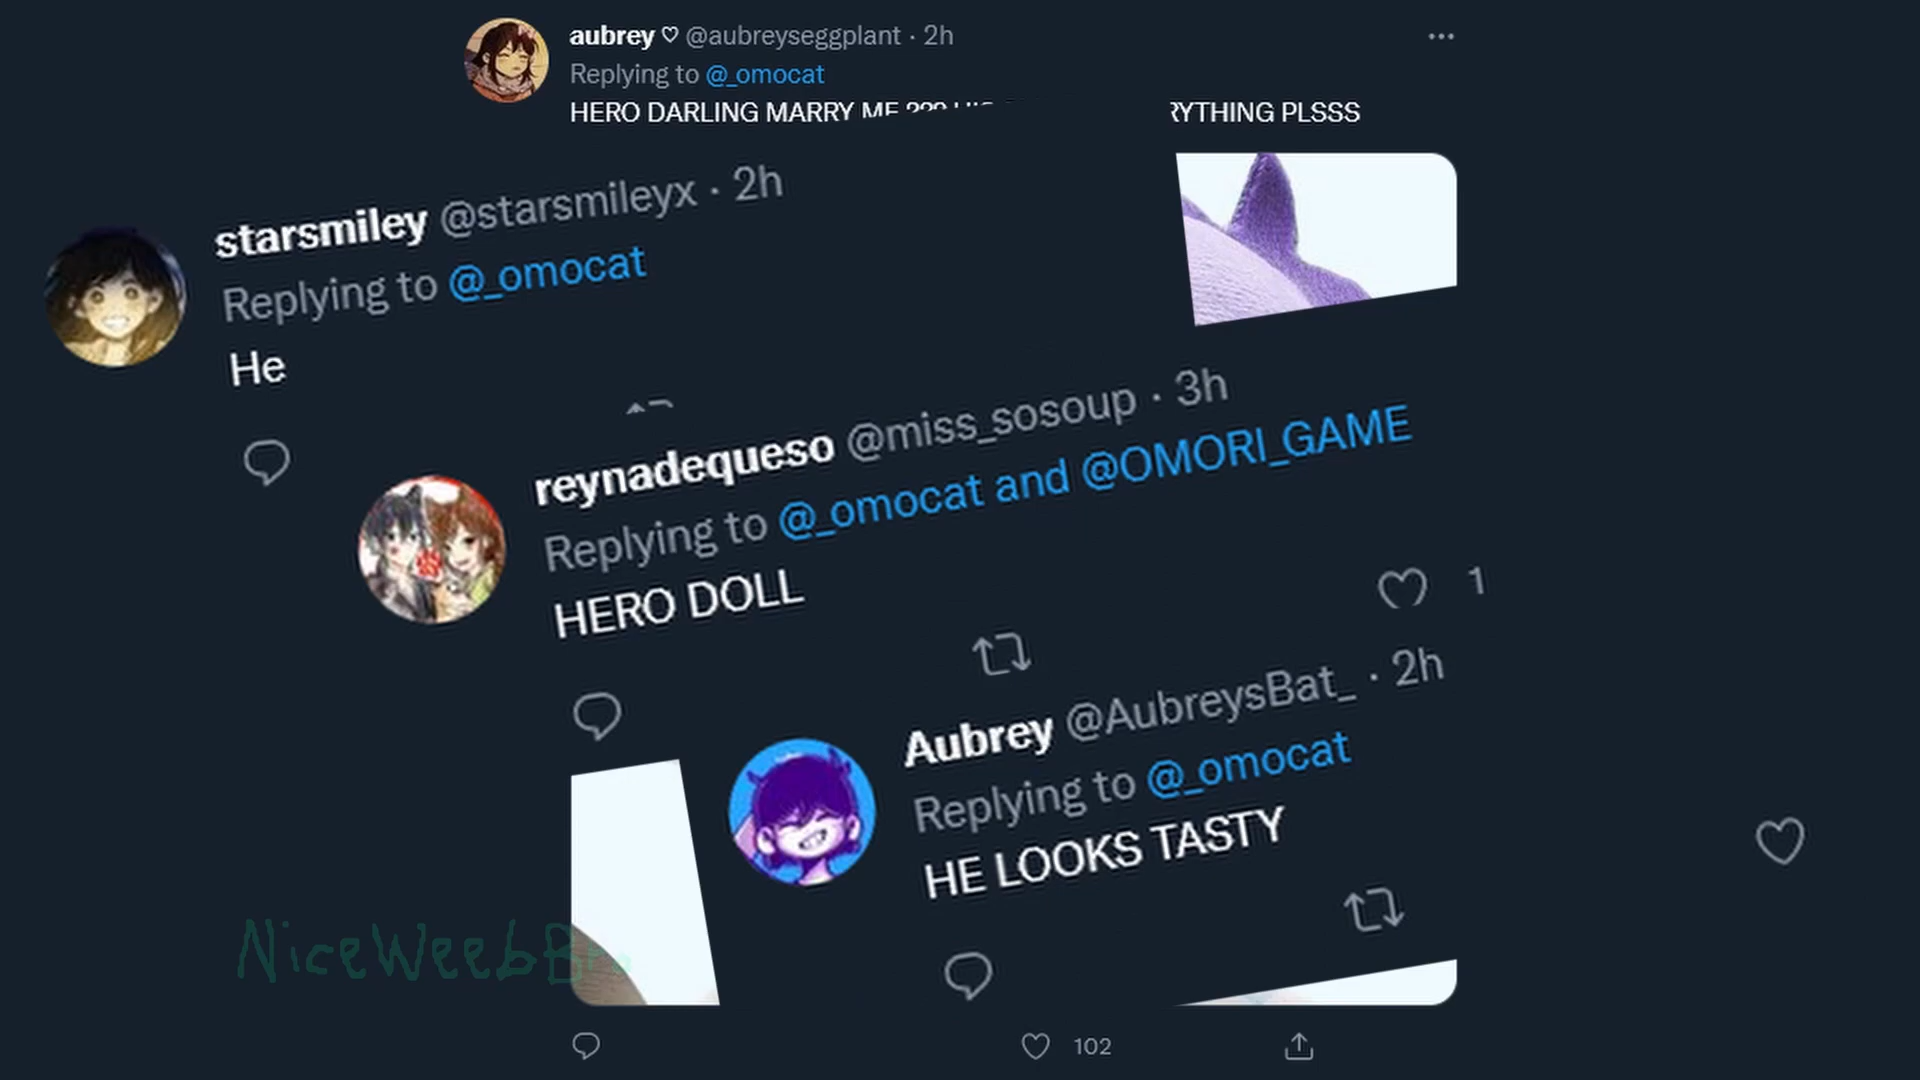 aubrey ♡ @aubreyseggplant · 2h
Replying to @_omocat
HERO DARLING MARRY ME ??? RYTHING PLSSS
starsmiley @starsmileyx · 2h
Replying to @_omocat
He
reynadequeso @miss_sosoup · 3h
Replying to @_omocat and @OMORI_GAME
HERO DOLL
1
Aubrey @AubreysBat_ · 2h
Replying to @_omocat
HE LOOKS TASTY
NiceWeebBro
102